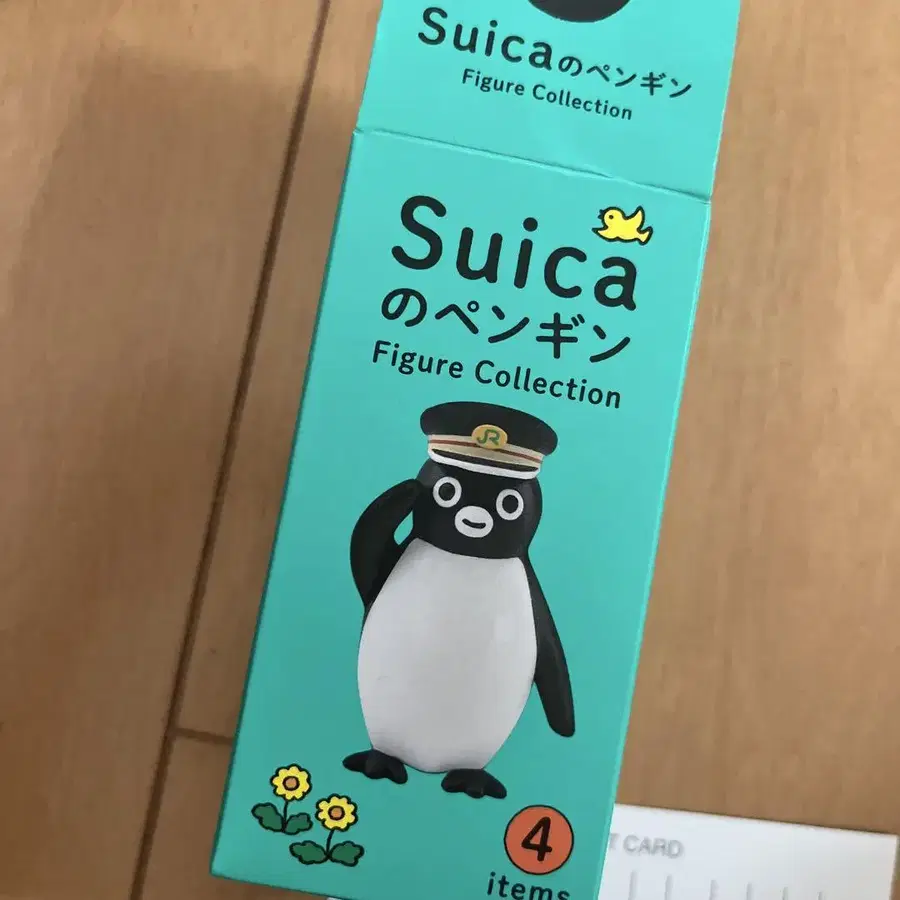 Suicaのペンギン
Figure Collection
Suica
のペンギン
Figure Collection
JR
4
items
T CARD